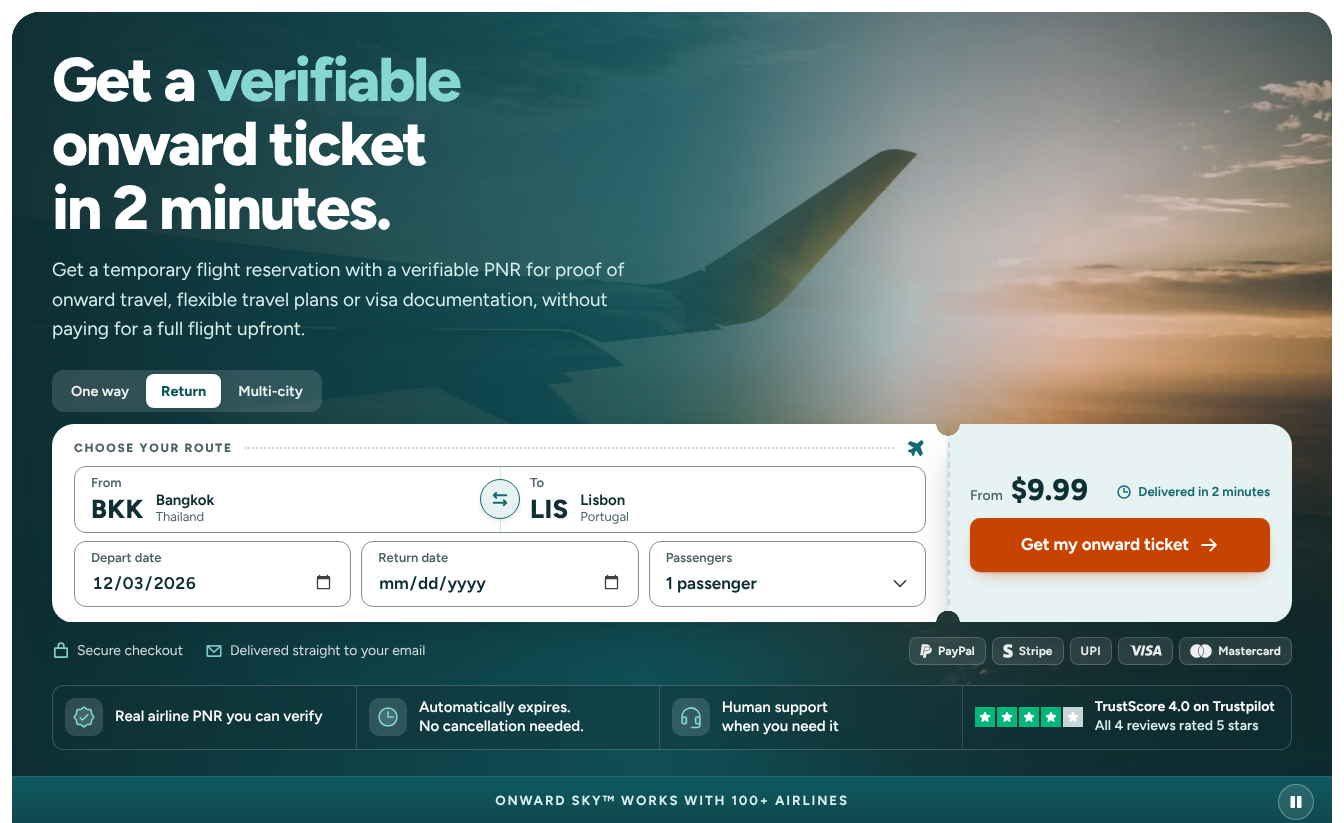 Get a verifiable
onward ticket
in 2 minutes.
Get a temporary flight reservation with a verifiable PNR for proof of
onward travel, flexible travel plans or visa documentation, without
paying for a full flight upfront.
One way Return Multi-city
CHOOSE YOUR ROUTE
From
BKK Bangkok
Thailand
To
LIS Lisbon
Portugal
Depart date
12/03/2026
Return date
mm/dd/yyyy
Passengers
1 passenger
From $9.99
Delivered in 2 minutes
Get my onward ticket
Secure checkout
Delivered straight to your email
PayPal
Stripe
UPI
VISA
Mastercard
Real airline PNR you can verify
Automatically expires.
No cancellation needed.
Human support
when you need it
TrustScore 4.0 on Trustpilot
All 4 reviews rated 5 stars
ONWARD SKY™ WORKS WITH 100+ AIRLINES